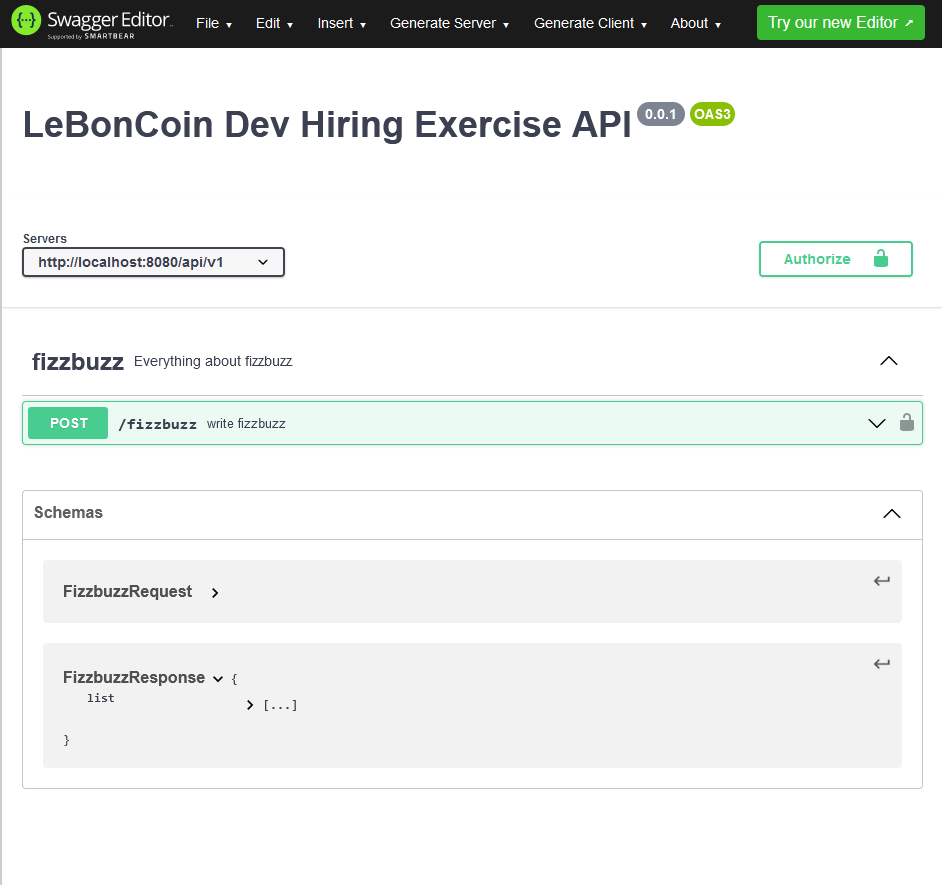 Swagger Editor
Supported by SMARTBEAR
File Edit Insert Generate Server Generate Client About Try our new Editor
LeBonCoin Dev Hiring Exercise API 0.0.1 OAS3
Servers
http://localhost:8080/api/v1
Authorize
fizzbuzz Everything about fizzbuzz
POST /fizzbuzz write fizzbuzz
Schemas
FizzbuzzRequest
FizzbuzzResponse {
list
[...]
}